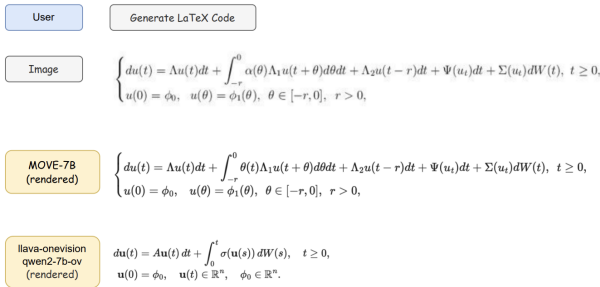 User
Generate LaTeX Code
Image
du(t) = Λu(t)dt + ∫_{-r}^{0} α(θ)Λ₁u(t + θ)dθdt + Λ₂u(t − r)dt + Ψ(u_t)dt + Σ(u_t)dW(t), t ≥ 0,
u(0) = ϕ₀, u(θ) = ϕ₁(θ), θ ∈ [−r, 0], r > 0,
MOVE-7B
(rendered)
du(t) = Λu(t)dt + ∫_{-r}^{0} θ(t)Λ₁u(t + θ)dθdt + Λ₂u(t − r)dt + Ψ(u_t)dt + Σ(u_t)dW(t), t ≥ 0,
u(0) = ϕ₀, u(θ) = ϕ₁(θ), θ ∈ [−r, 0], r > 0,
llava-onevision
qwen2-7b-ov
(rendered)
du(t) = Au(t) dt + ∫_{0}^{t} σ(u(s)) dW(s), t ≥ 0,
u(0) = ϕ₀, u(t) ∈ ℝⁿ, ϕ₀ ∈ ℝⁿ.